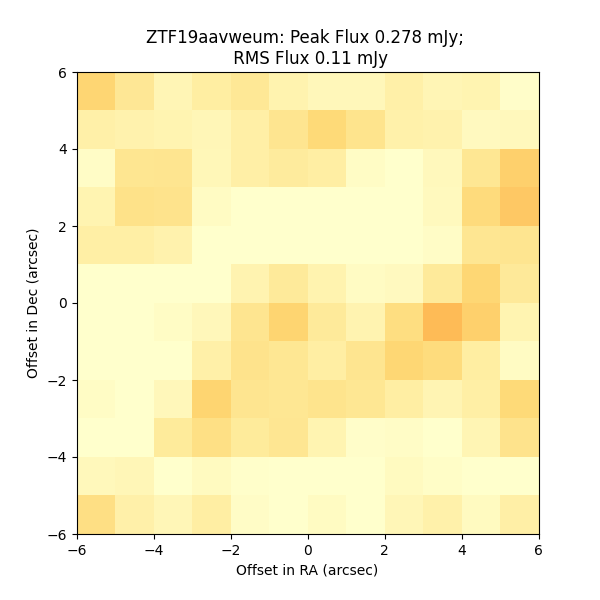 ZTF19aavweum: Peak Flux 0.278 mJy;
RMS Flux 0.11 mJy
6
4
2
0
−2
−4
−6
Offset in Dec (arcsec)
−6 −4 −2 0 2 4 6
Offset in RA (arcsec)